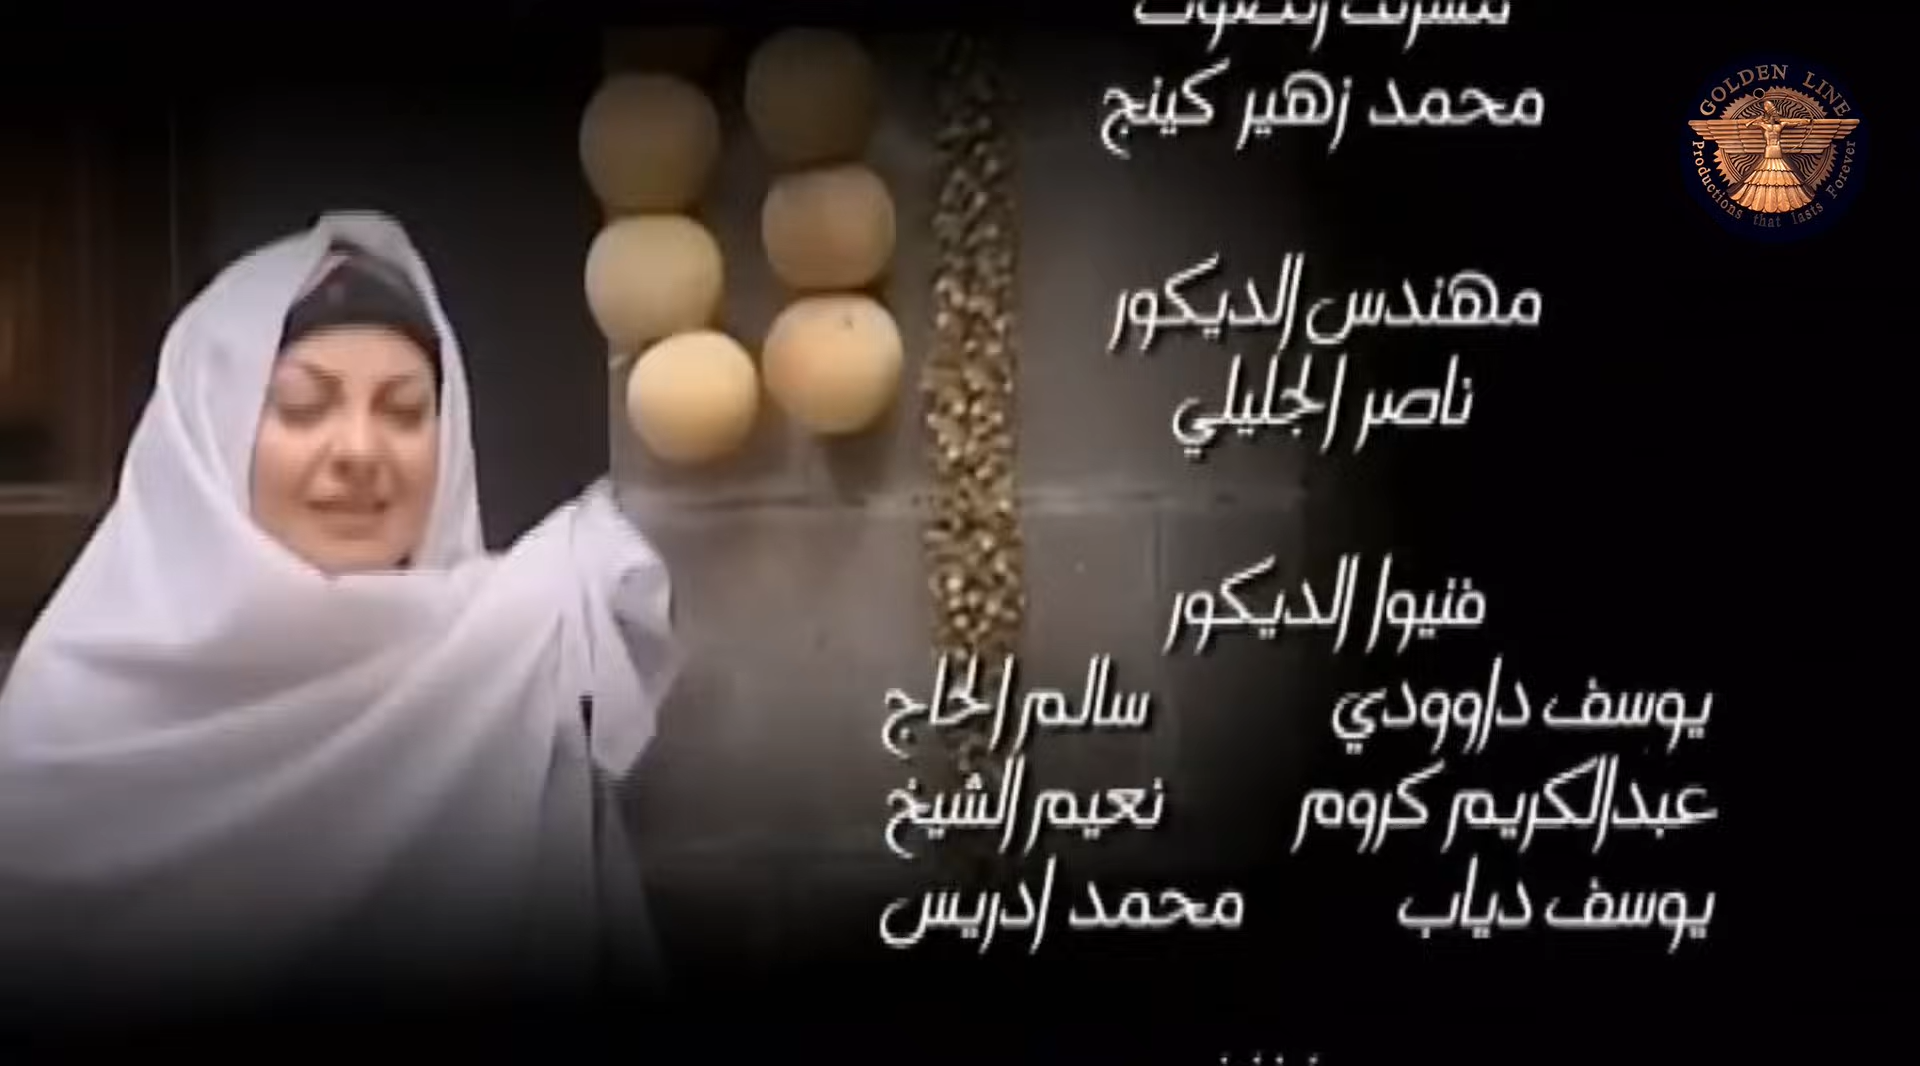 محمد زهير كينج
GOLDEN LINE
Productions that lasts Forever
مهندس الديكور
ناصر الجليلي
فنيوا الديكور
يوسف داوودي سالم الحاج
عبدالكريم كروم نعيم الشيخ
يوسف دياب محمد ادريس